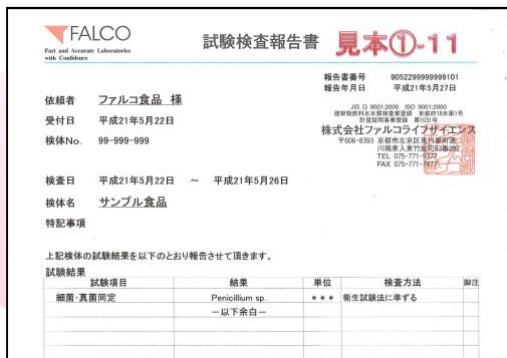 FALCO
Fast and Accurate Laboratories
with Confidence
試験検査報告書
見本①-11
報告書番号 9052299999999101
報告年月日 平成21年5月27日
依頼者 ファルコ食品 様
受付日 平成21年5月22日
検体No. 99-999-999
JIS Q 9001:2000 ISO 9001:2000
株式会社ファルコライフサイエンス
TEL 075-771-
FAX 075-771-
検査日 平成21年5月22日 ~ 平成21年5月26日
検体名 サンプル食品
特記事項
上記検体の試験結果を以下のとおり報告させて頂きます。
試験結果
試験項目 結果 単位 検査方法 脚注
細菌・真菌同定 Penicillium sp. *** 衛生試験法に準ずる
-以下余白-